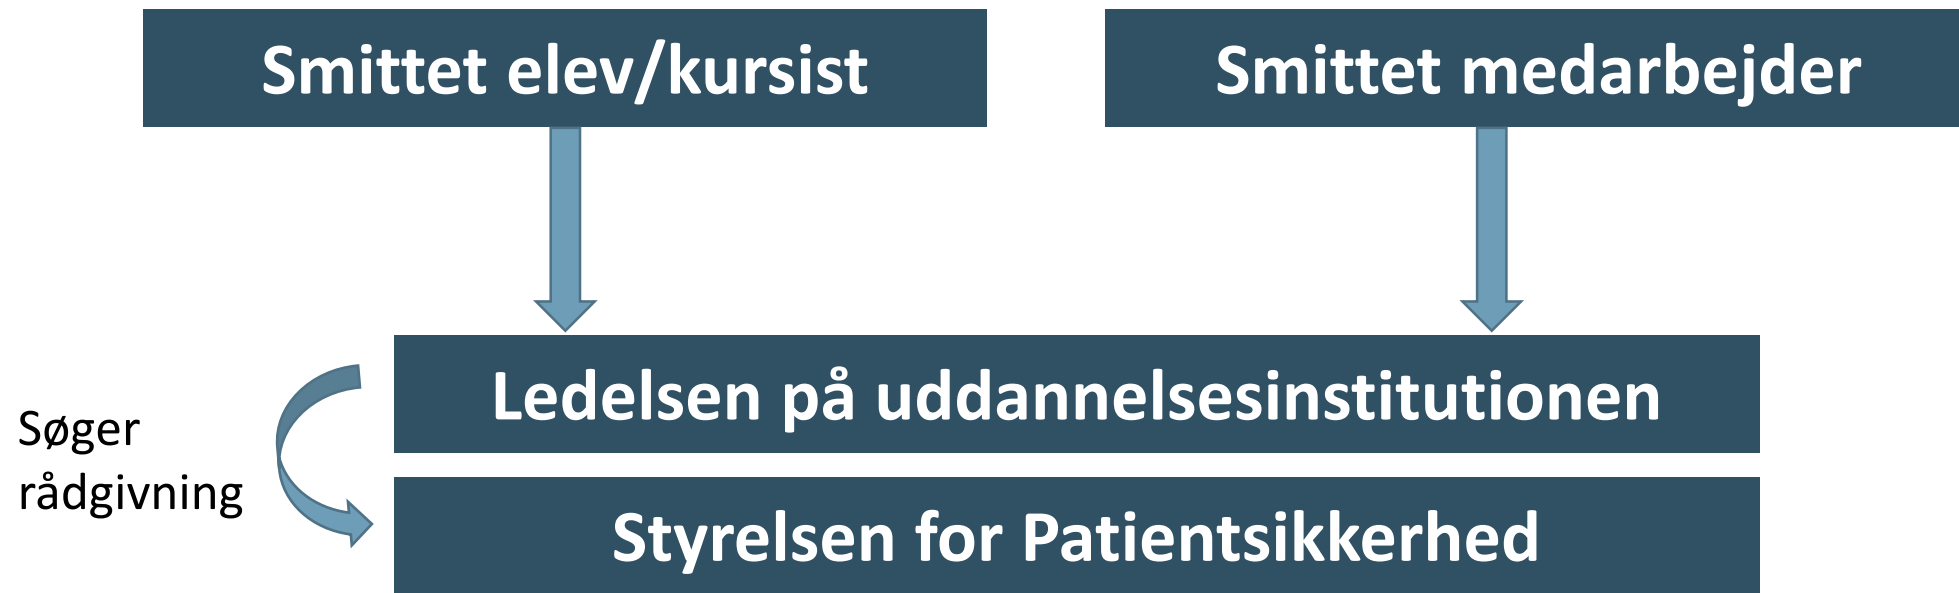 Smittet elev/kursist
Smittet medarbejder
Ledelsen på uddannelsesinstitutionen
Søger
rådgivning
Styrelsen for Patientsikkerhed